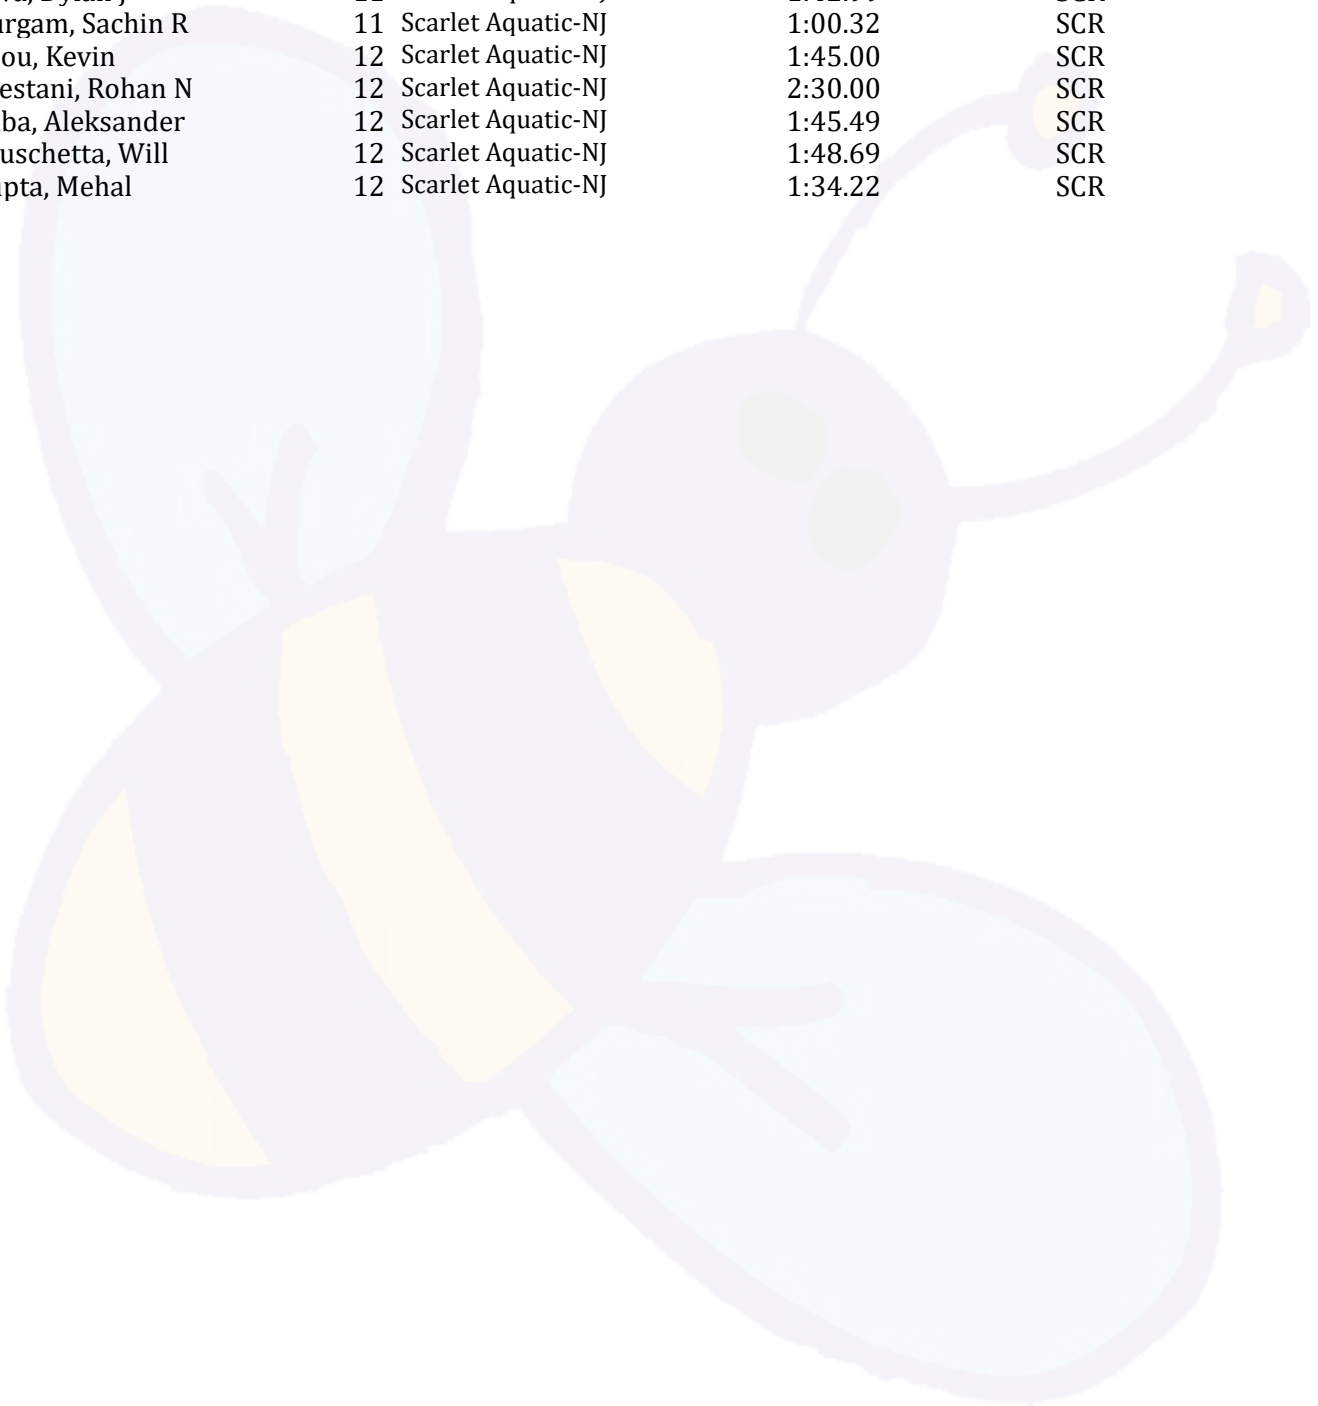 urgam, Sachin R 11 Scarlet Aquatic-NJ 1:00.32 SCR
ou, Kevin 12 Scarlet Aquatic-NJ 1:45.00 SCR
estani, Rohan N 12 Scarlet Aquatic-NJ 2:30.00 SCR
ba, Aleksander 12 Scarlet Aquatic-NJ 1:45.49 SCR
uschetta, Will 12 Scarlet Aquatic-NJ 1:48.69 SCR
pta, Mehal 12 Scarlet Aquatic-NJ 1:34.22 SCR